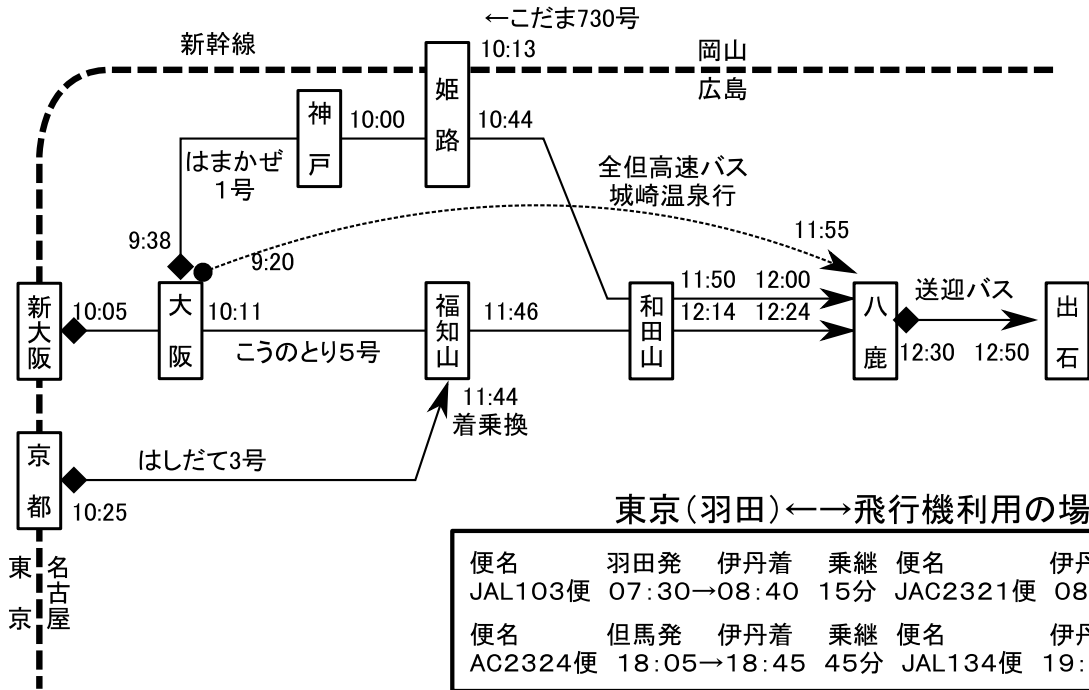 ←こだま730号
新幹線
10:13
岡山
広島
姫路
神戸
10:00
10:44
はまかぜ
1号
全但高速バス
城崎温泉行
9:38
9:20
11:55
11:50 12:00
新大阪
10:05
大阪
10:11
福知山
11:46
和田山
12:14 12:24
八鹿
送迎バス
出石
こうのとり5号
12:30 12:50
11:44
着乗換
京都
はしだて3号
10:25
東京(羽田)←→飛行機利用の場
東京
名古屋
便名 羽田発 伊丹着 乗継 便名 伊丹
JAL103便 07:30→08:40 15分 JAC2321便 08
便名 但馬発 伊丹着 乗継 便名 伊丹
AC2324便 18:05→18:45 45分 JAL134便 19: